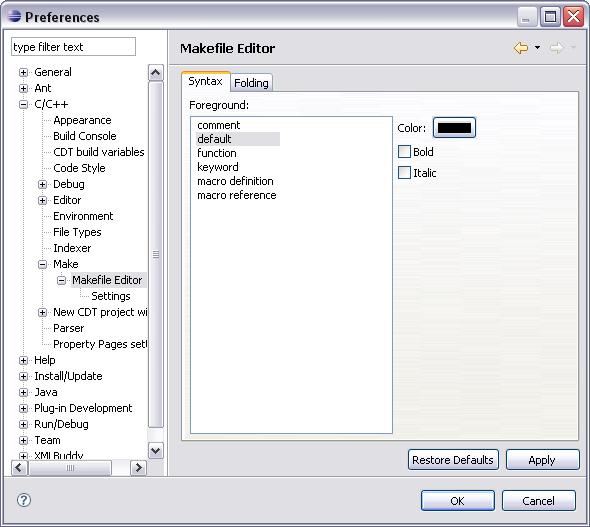 Preferences
type filter text
General
Ant
C/C++
Appearance
Build Console
CDT build variables
Code Style
Debug
Editor
Environment
File Types
Indexer
Make
Makefile Editor
Settings
New CDT project wi
Parser
Property Pages sett
Help
Install/Update
Java
Plug-in Development
Run/Debug
Team
XMLBuddy
Makefile Editor
Syntax Folding
Foreground:
comment
default
function
keyword
macro definition
macro reference
Color:
Bold
Italic
Restore Defaults Apply
? OK Cancel